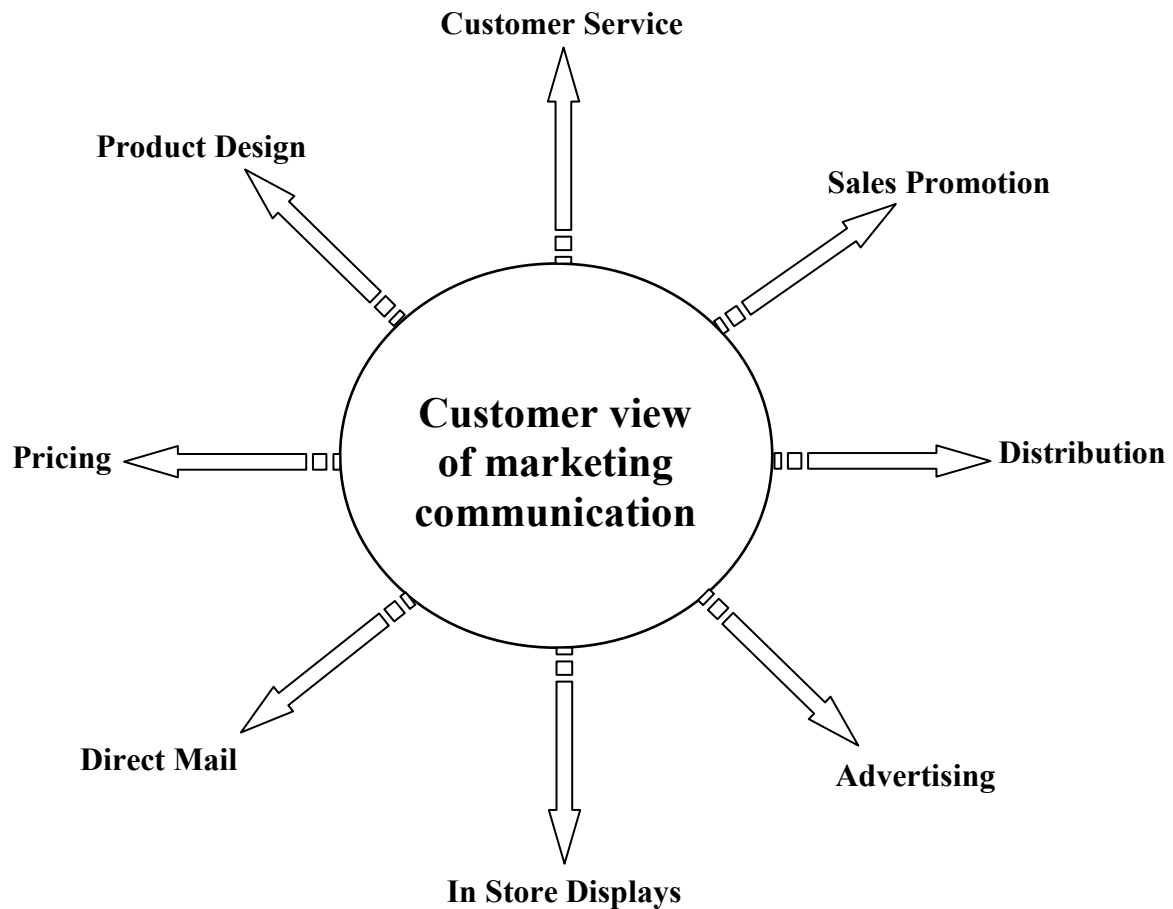 Customer Service
Product Design
Sales Promotion
Customer view
of marketing
communication
Pricing
Distribution
Direct Mail
Advertising
In Store Displays